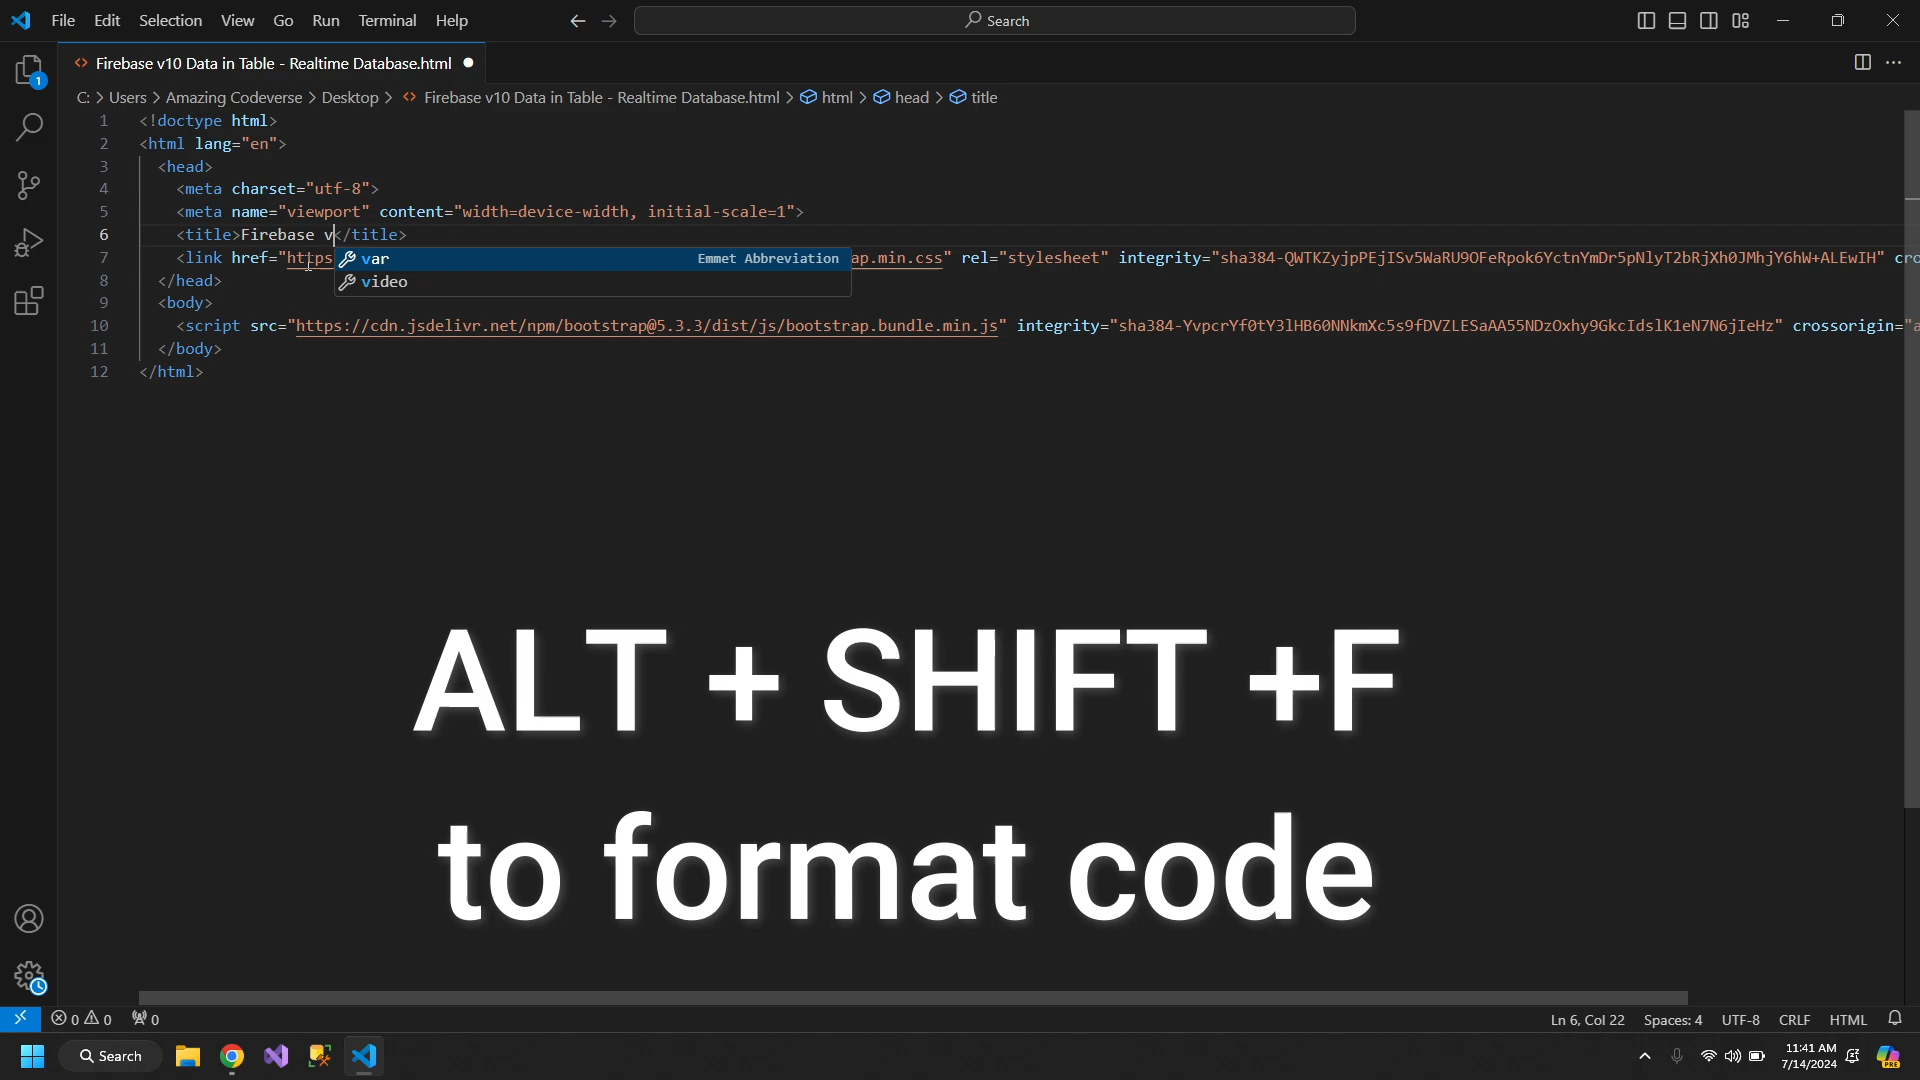 File Edit Selection View Go Run Terminal Help
Search
Firebase v10 Data in Table - Realtime Database.html
1
C: > Users > Amazing Codeverse > Desktop > Firebase v10 Data in Table - Realtime Database.html > html > head > title
1 <!doctype html>
2 <html lang="en">
3 <head>
4 <meta charset="utf-8">
5 <meta name="viewport" content="width=device-width, initial-scale=1">
6 <title>Firebase v</title>
7 <link href="https ap.min.css" rel="stylesheet" integrity="sha384-QWTKZyjpPEjISv5WaRU9OFeRpok6YctnYmDr5pNlyT2bRjXh0JMhjY6hW+ALEwIH" cro
var Emmet Abbreviation
video
8 </head>
9 <body>
10 <script src="https://cdn.jsdelivr.net/npm/bootstrap@5.3.3/dist/js/bootstrap.bundle.min.js" integrity="sha384-YvpcrYf0tY3lHB60NNkmXc5s9fDVZLESaAA55NDzOxhy9GkcIdslK1eN7N6jIeHz" crossorigin="a
11 </body>
12 </html>
ALT + SHIFT +F
to format code
0 0 0
Ln 6, Col 22 Spaces: 4 UTF-8 CRLF HTML
Search
11:41 AM
7/14/2024
PRE